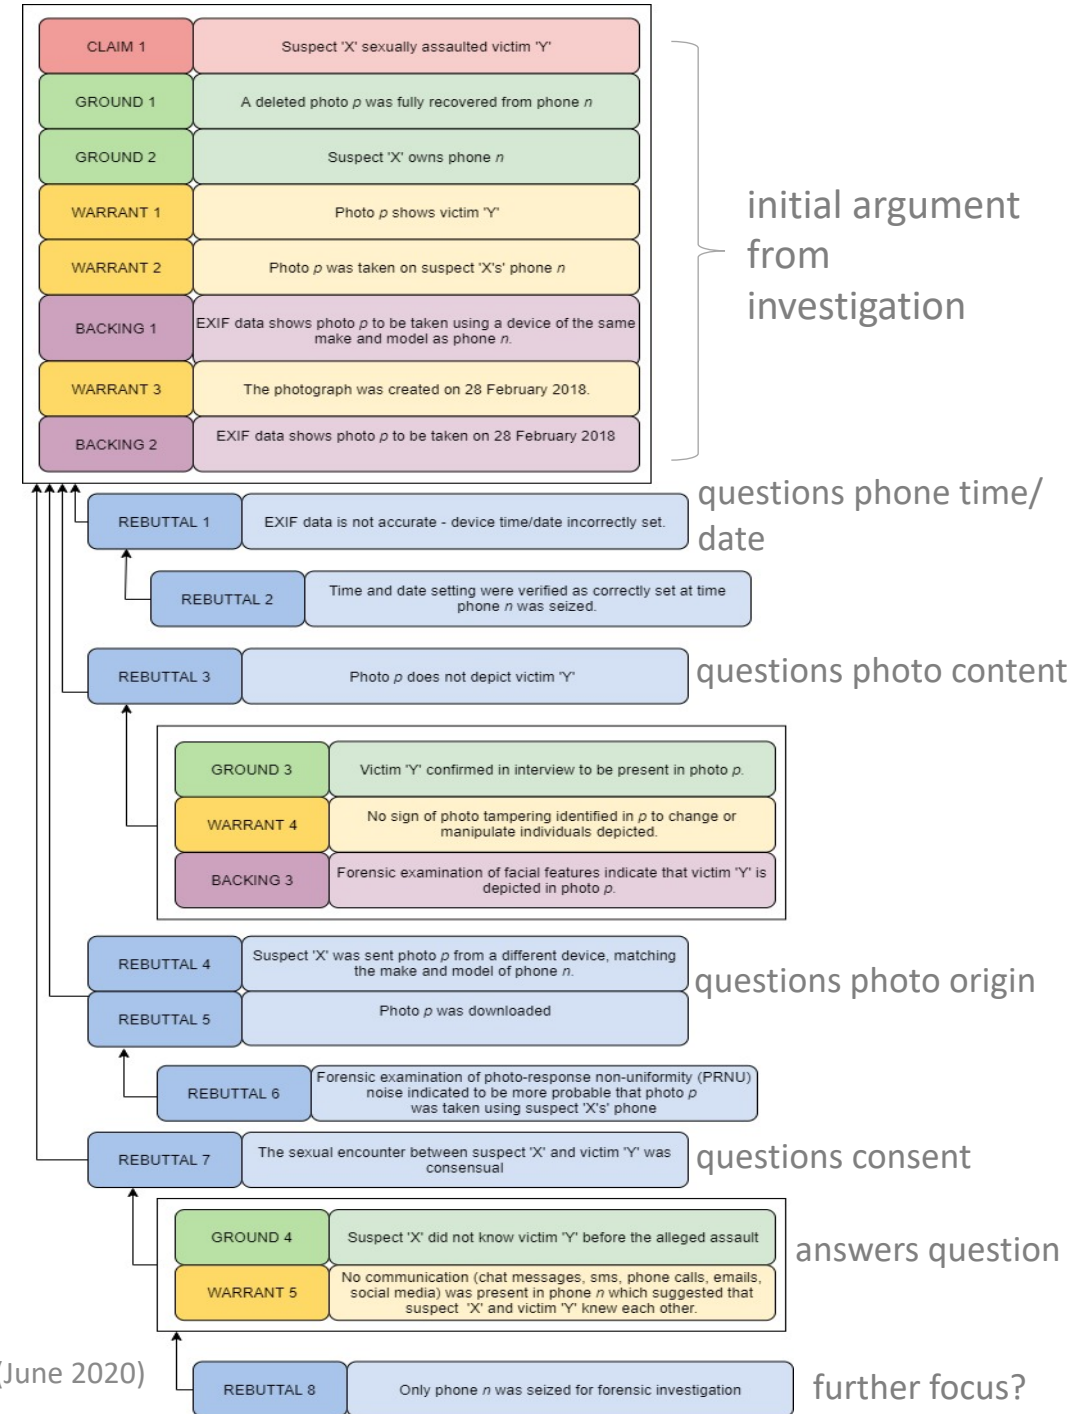 CLAIM 1
Suspect 'X' sexually assaulted victim 'Y'
GROUND 1
A deleted photo p was fully recovered from phone n
GROUND 2
Suspect 'X' owns phone n
WARRANT 1
Photo p shows victim 'Y'
WARRANT 2
Photo p was taken on suspect 'X's' phone n
BACKING 1
EXIF data shows photo p to be taken using a device of the same
make and model as phone n.
WARRANT 3
The photograph was created on 28 February 2018.
BACKING 2
EXIF data shows photo p to be taken on 28 February 2018
initial argument
from
investigation
REBUTTAL 1
EXIF data is not accurate - device time/date incorrectly set.
questions phone time/
date
REBUTTAL 2
Time and date setting were verified as correctly set at time
phone n was seized.
REBUTTAL 3
Photo p does not depict victim 'Y'
questions photo content
GROUND 3
Victim 'Y' confirmed in interview to be present in photo p.
WARRANT 4
No sign of photo tampering identified in p to change or
manipulate individuals depicted.
BACKING 3
Forensic examination of facial features indicate that victim 'Y' is
depicted in photo p.
REBUTTAL 4
Suspect 'X' was sent photo p from a different device, matching
the make and model of phone n.
REBUTTAL 5
Photo p was downloaded
questions photo origin
REBUTTAL 6
Forensic examination of photo-response non-uniformity (PRNU)
noise indicated to be more probable that photo p
was taken using suspect 'X's' phone
REBUTTAL 7
The sexual encounter between suspect 'X' and victim 'Y' was
consensual
questions consent
GROUND 4
Suspect 'X' did not know victim 'Y' before the alleged assault
WARRANT 5
No communication (chat messages, sms, phone calls, emails,
social media) was present in phone n which suggested that
suspect 'X' and victim 'Y' knew each other.
answers question
(June 2020)
REBUTTAL 8
Only phone n was seized for forensic investigation
further focus?